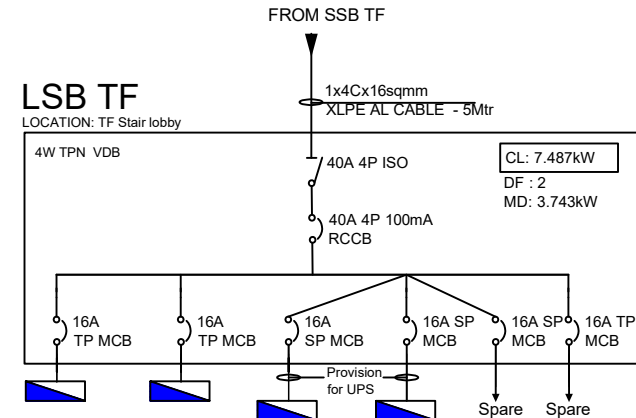 FROM SSB TF
LSB TF
LOCATION: TF Stair lobby
1x4Cx16sqmm
XLPE AL CABLE - 5Mtr
4W TPN VDB
40A 4P ISO
CL: 7.487kW
DF : 2
MD: 3.743kW
40A 4P 100mA
RCCB
16A
TP MCB
16A
TP MCB
16A
SP MCB
16A SP
MCB
16A SP
MCB
16A TP
MCB
Provision
for UPS
Spare
Spare